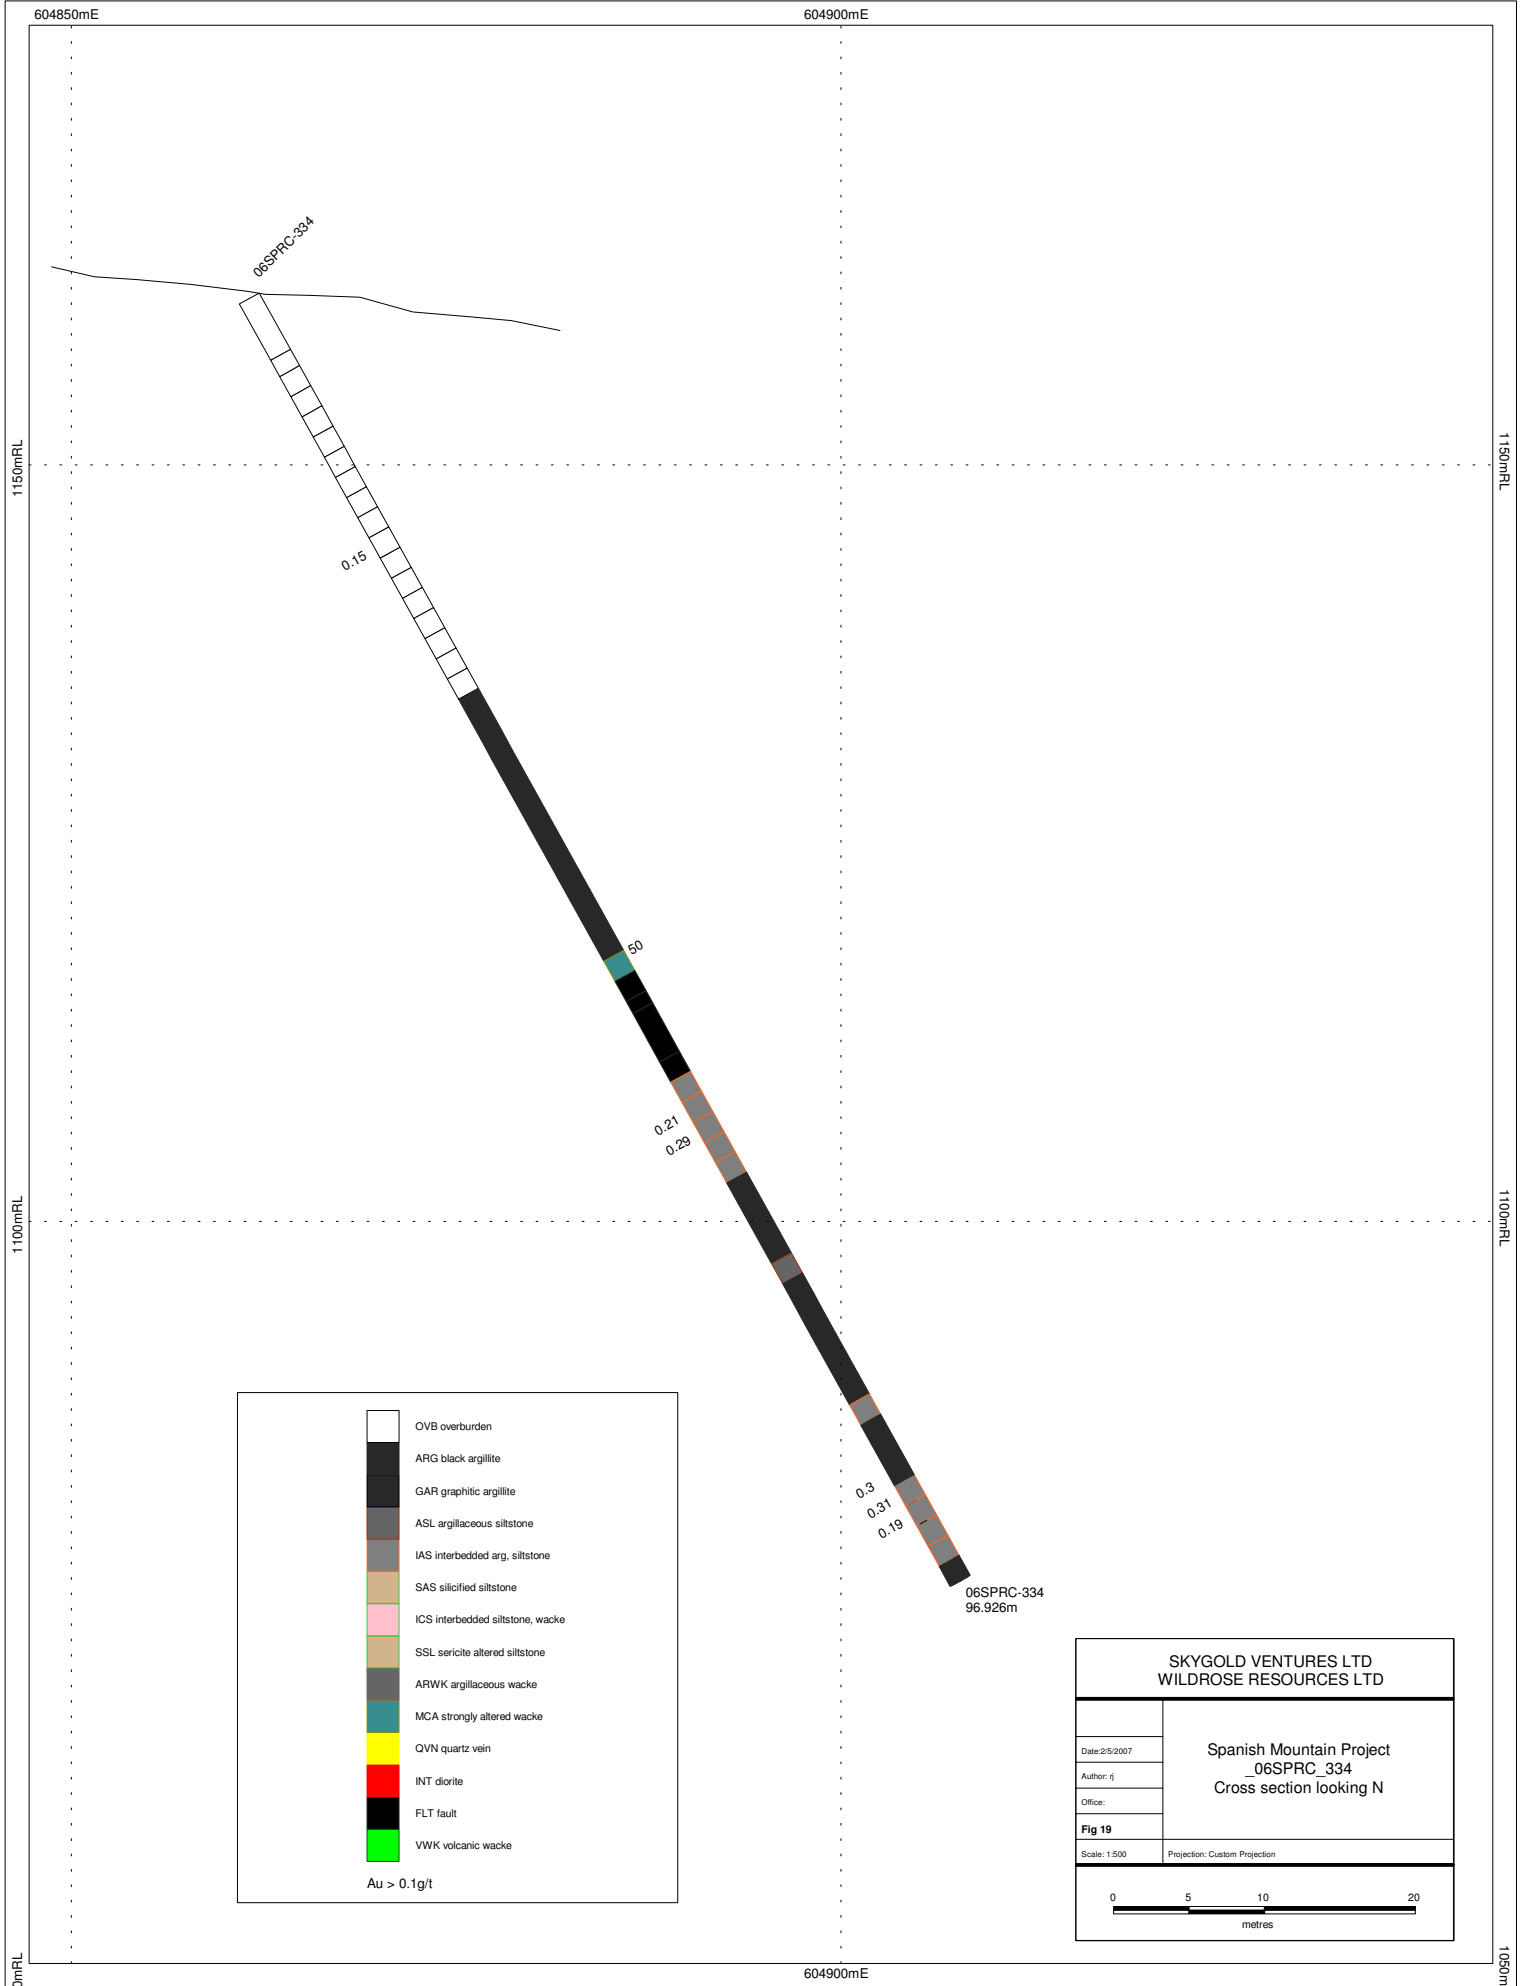 604850mE
604900mE
06SPRC-334
1150mRL
1150mRL
0.15
50
0.21
0.29
1100mRL
1100mRL
0.3
0.31
0.19
06SPRC-334
96.926m
OVB overburden
ARG black argillite
GAR graphitic argillite
ASL argillaceous siltstone
IAS interbedded arg, siltstone
SAS silicified siltstone
ICS interbedded siltstone, wacke
SSL sericite altered siltstone
ARWK argillaceous wacke
MCA strongly altered wacke
QVN quartz vein
INT diorite
FLT fault
VWK volcanic wacke
Au > 0.1g/t
SKYGOLD VENTURES LTD
WILDROSE RESOURCES LTD
Date:2/5/2007
Author: rj
Office:
Fig 19
Scale: 1:500
Spanish Mountain Project
_06SPRC_334
Cross section looking N
Projection: Custom Projection
0 5 10 20
metres
0mRL
604900mE
1050m